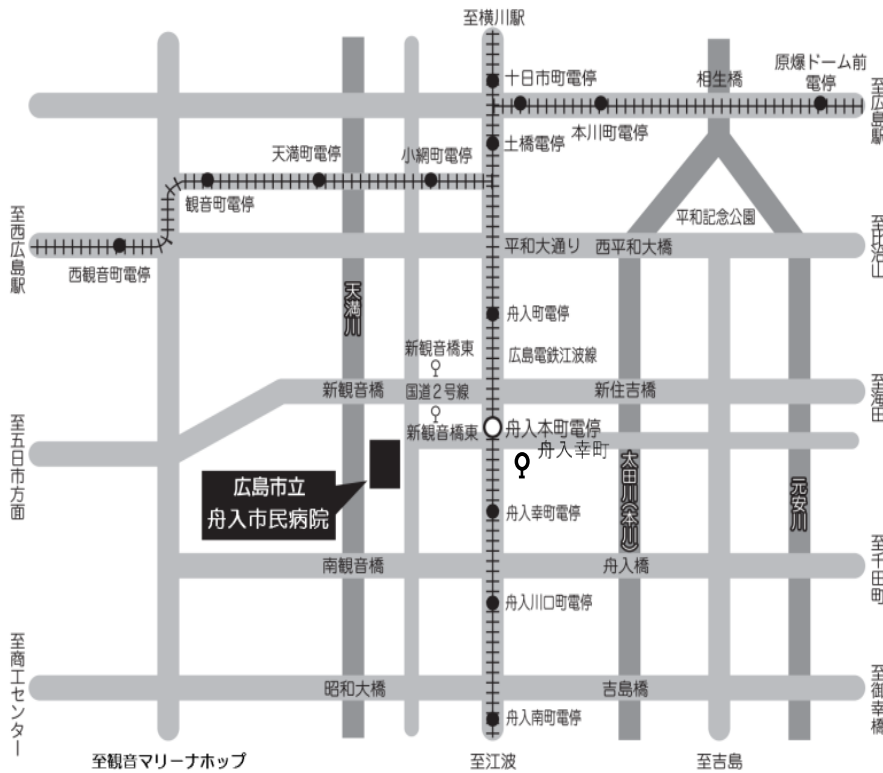 至横川駅
十日市町電停
相生橋
原爆ドーム前
電停
至広島駅
本川町電停
土橋電停
天満町電停
小網町電停
観音町電停
平和記念公園
至西広島駅
西観音町電停
平和大通り
西平和大橋
至比治山
天満川
舟入町電停
新観音橋東
広島電鉄江波線
新観音橋
国道2号線
新住吉橋
至海田
新観音橋東
舟入本町電停
舟入幸町
至五日市方面
広島市立
舟入市民病院
太田川(本川)
元安川
舟入幸町電停
南観音橋
舟入橋
至千田町
舟入川口町電停
至商工センター
昭和大橋
吉島橋
至御幸橋
舟入南町電停
至観音マリーナホップ
至江波
至吉島